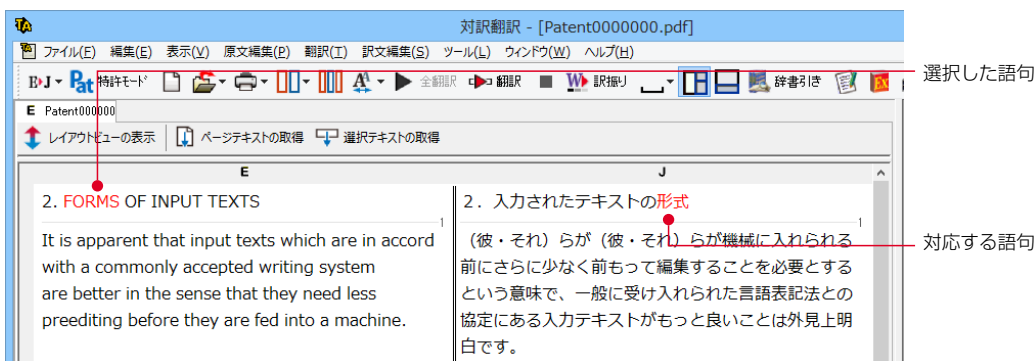 対訳翻訳 - [Patent0000000.pdf]
ファイル(F) 編集(E) 表示(V) 原文編集(P) 翻訳(T) 訳文編集(S) ツール(L) ウィンドウ(W) ヘルプ(H)
E▸J Pat 特許モード 全翻訳 翻訳 W 訳振り 辞書引き
選択した語句
E Patent000000
レイアウトビューの表示 ページテキストの取得 選択テキストの取得
E
J
2. FORMS OF INPUT TEXTS
1
It is apparent that input texts which are in accord
with a commonly accepted writing system
are better in the sense that they need less
preediting before they are fed into a machine.
2．入力されたテキストの形式
1
（彼・それ）らが（彼・それ）らが機械に入れられる
前にさらに少なく前もって編集することを必要とする
という意味で、一般に受け入れられた言語表記法との
協定にある入力テキストがもっと良いことは外見上明
白です。
対応する語句